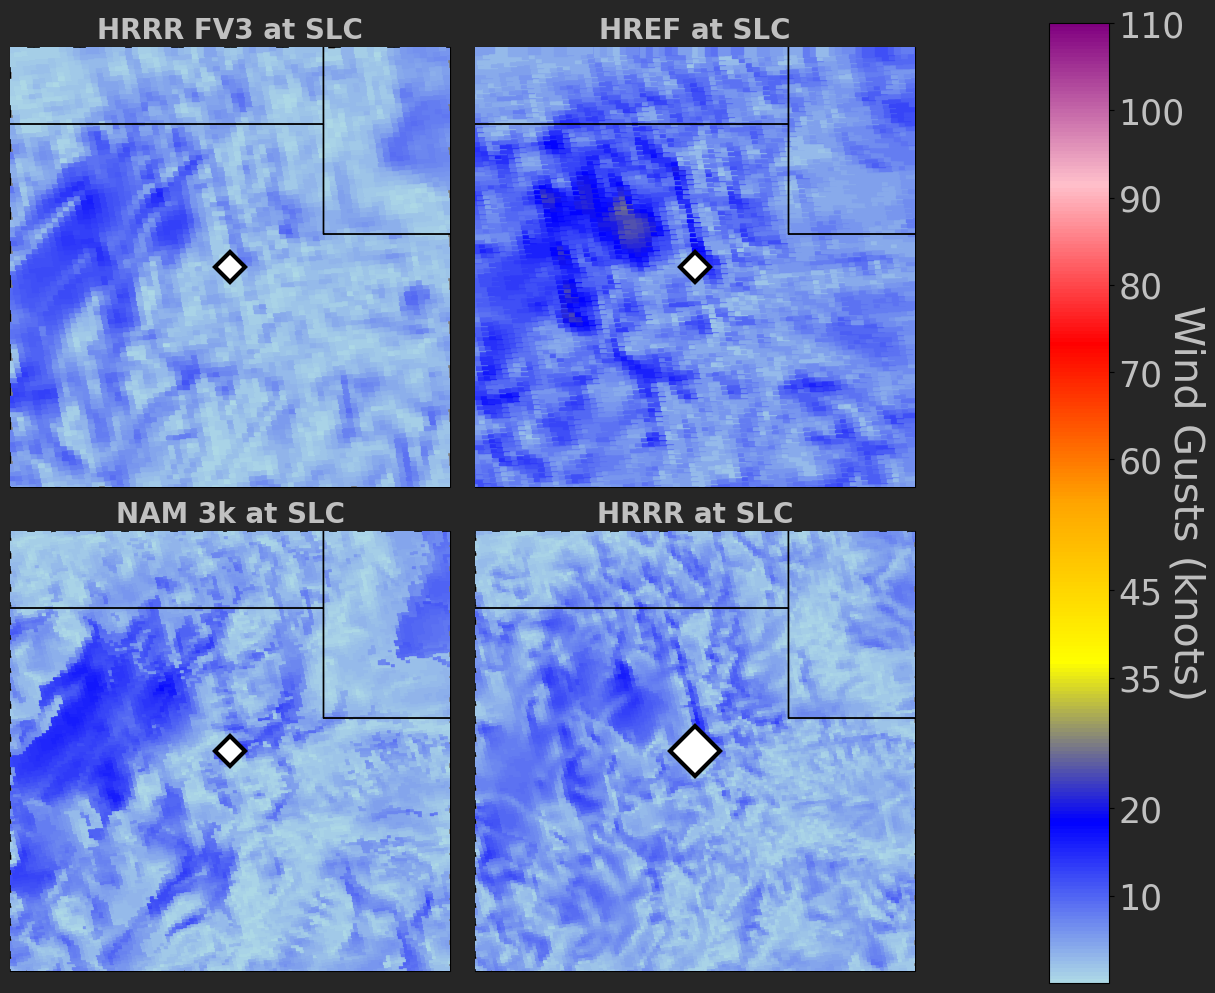 HRRR FV3 at SLC
HREF at SLC
NAM 3k at SLC
HRRR at SLC
110
100
90
80
70
60
45
35
20
10
Wind Gusts (knots)